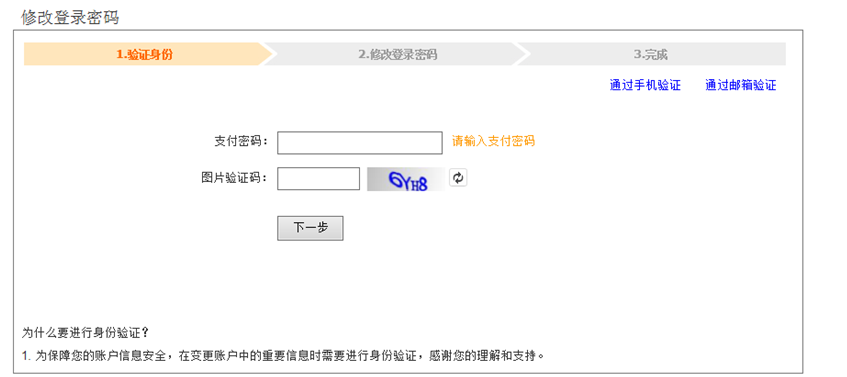 修改登录密码
1.验证身份
2.修改登录密码
3.完成
通过手机验证 通过邮箱验证
支付密码： 请输入支付密码
图片验证码： 6YH8
下一步
为什么要进行身份验证？
1. 为保障您的账户信息安全，在变更账户中的重要信息时需要进行身份验证，感谢您的理解和支持。